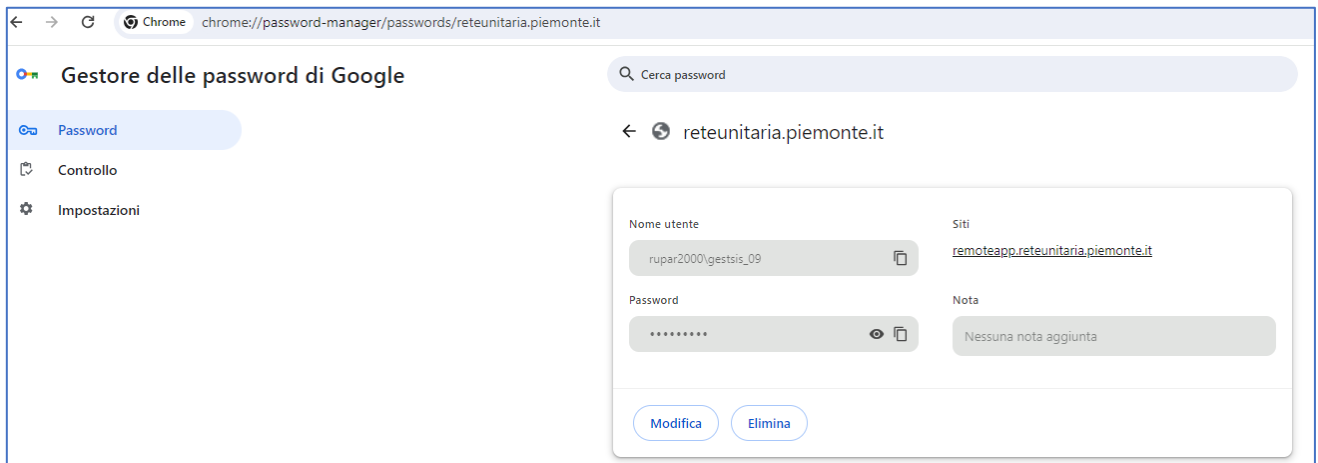 Chrome chrome://password-manager/passwords/reteunitaria.piemonte.it
Gestore delle password di Google
Cerca password
Password
Controllo
Impostazioni
reteunitaria.piemonte.it
Nome utente
rupar2000\gestsis_09
Siti
remoteapp.reteunitaria.piemonte.it
Password
•••••••••
Nota
Nessuna nota aggiunta
Modifica
Elimina